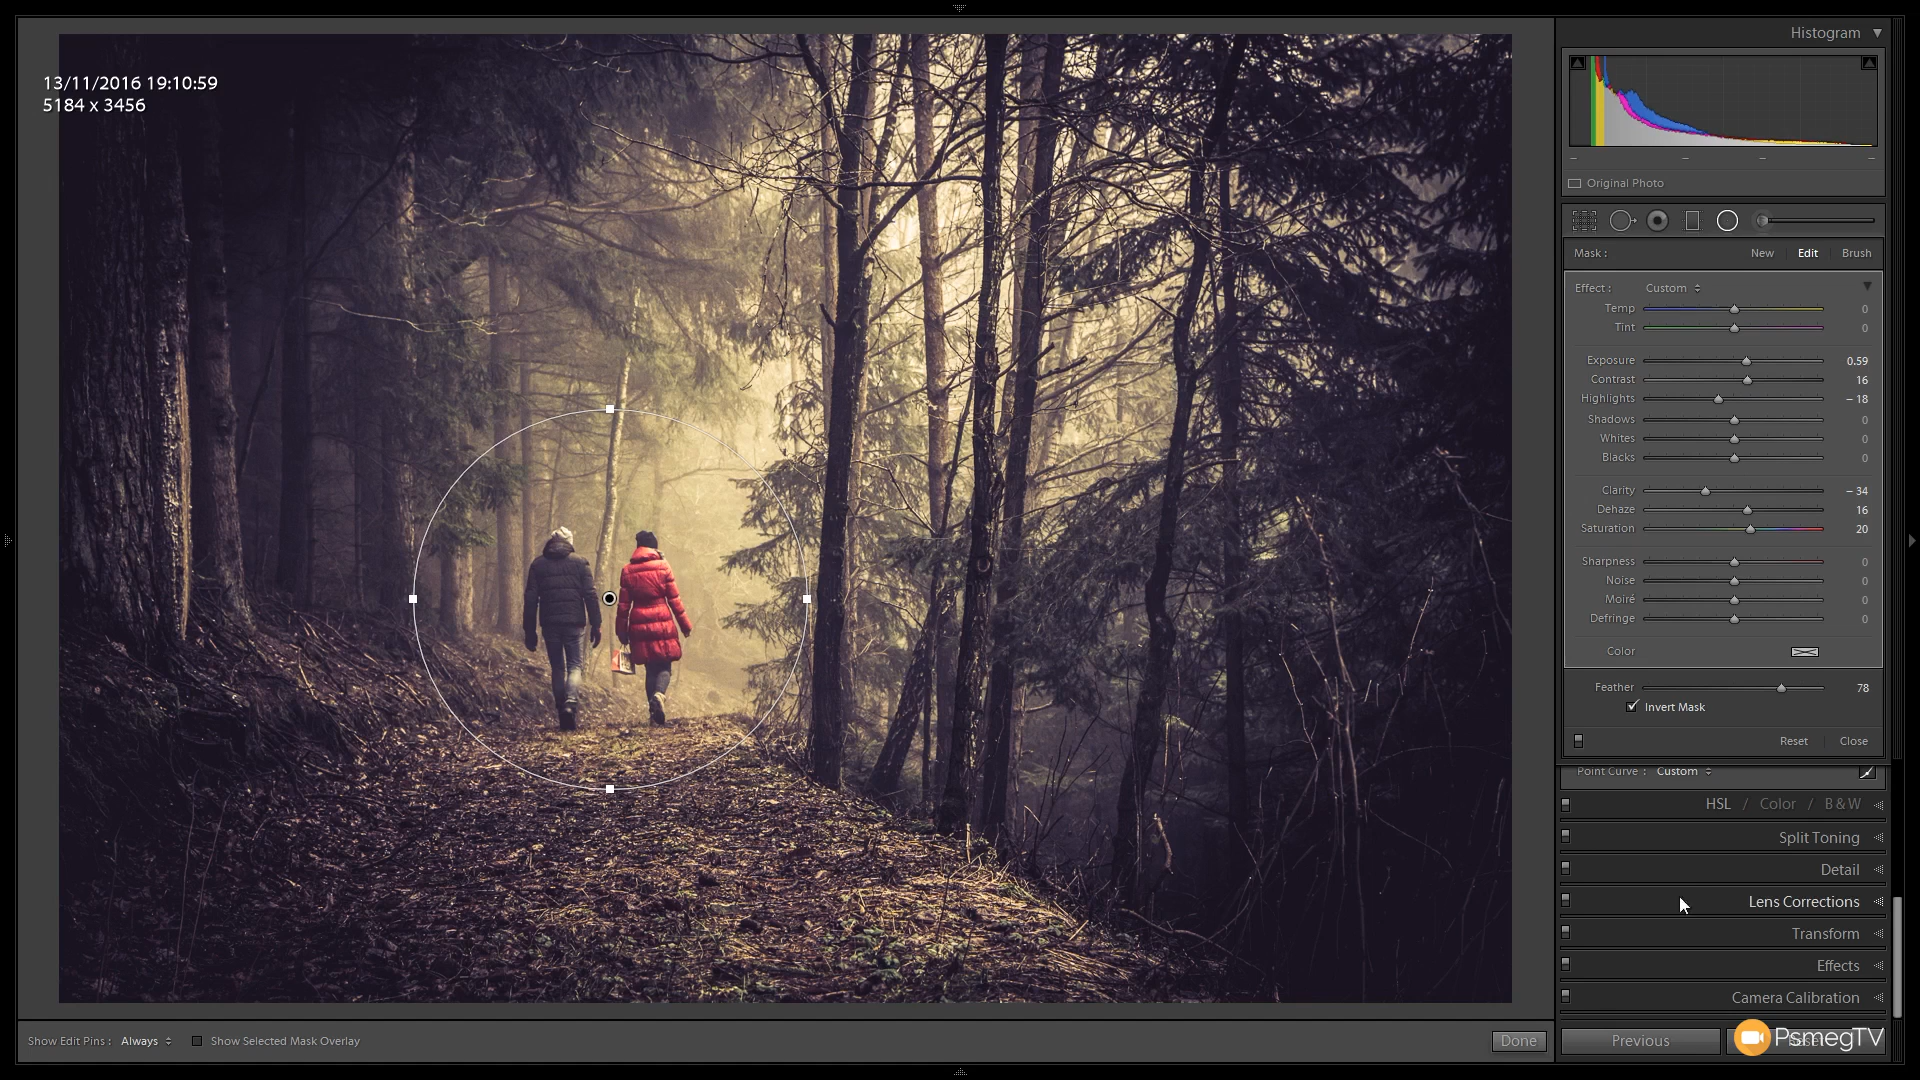 13/11/2016 19:10:59
5184 x 3456
Histogram
Original Photo
Mask : New Edit Brush
Effect : Custom
Temp 0
Tint 0
Exposure 0.59
Contrast 16
Highlights – 18
Shadows 0
Whites 0
Blacks 0
Clarity – 34
Dehaze 16
Saturation 20
Sharpness 0
Noise 0
Moiré 0
Defringe 0
Color
Feather 78
Invert Mask
Reset Close
Point Curve : Custom
HSL / Color / B & W
Split Toning
Detail
Lens Corrections
Transform
Effects
Camera Calibration
Show Edit Pins : Always Show Selected Mask Overlay Done
Previous
PsmegTV